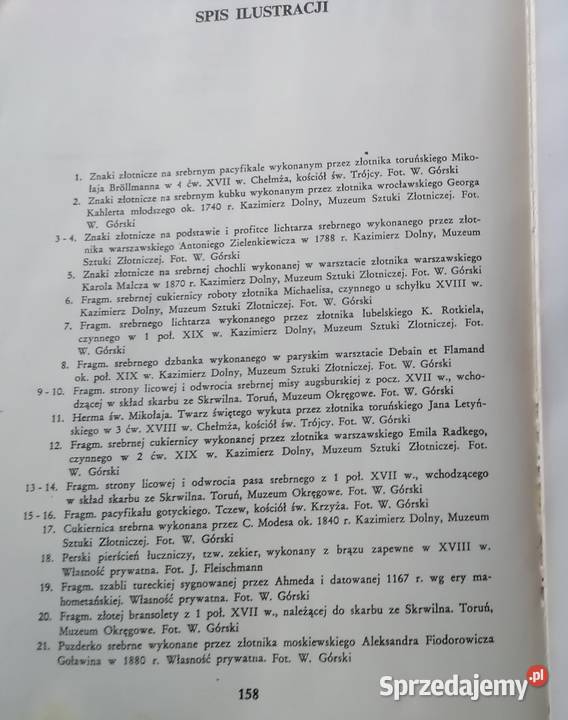 SPIS ILUSTRACJI
1. Znaki złotnicze na srebrnym pacyfikale wykonanym przez złotnika toruńskiego Miko-
łaja Bröllmanna w 4 ćw. XVII w. Chełmża, kościół św. Trójcy. Fot. W. Górski
2. Znaki złotnicze na srebrnym kubku wykonanym przez złotnika wrocławskiego Georga
Kahlerta młodszego ok. 1740 r. Kazimierz Dolny, Muzeum Sztuki Złotniczej. Fot.
W. Górski
3-4. Znaki złotnicze na podstawie i profitce lichtarza srebrnego wykonanego przez złot-
nika warszawskiego Antoniego Zielenkiewicza w 1788 r. Kazimierz Dolny, Muzeum
Sztuki Złotniczej. Fot. W. Górski
5. Znaki złotnicze na srebrnej chochli wykonanej w warsztacie złotnika warszawskiego
Karola Malcza w 1870 r. Kazimierz Dolny, Muzeum Sztuki Złotniczej. Fot. W. Górski
6. Fragm. srebrnej cukiernicy roboty złotnika Michaelisa, czynnego u schyłku XVIII w.
Kazimierz Dolny, Muzeum Sztuki Złotniczej. Fot. W. Górski
7. Fragm. srebrnego lichtarza wykonanego przez złotnika lubelskiego K. Rotkiela,
czynnego w 1 poł. XIX w. Kazimierz Dolny, Muzeum Sztuki Złotniczej. Fot.
W. Górski
8. Fragm. srebrnego dzbanka wykonanego w paryskim warsztacie Debain et Flamand
ok. poł. XIX w. Kazimierz Dolny, Muzeum Sztuki Złotniczej. Fot. W. Górski
9-10. Fragm. strony licowej i odwrocia srebrnej misy augsburskiej z pocz. XVII w., wcho-
dzącej w skład skarbu ze Skrwilna. Toruń, Muzeum Okręgowe. Fot. W. Górski
11. Herma św. Mikołaja. Twarz świętego wykuta przez złotnika toruńskiego Jana Letyń-
skiego w 3 ćw. XVIII w. Chełmża, kościół św. Trójcy. Fot. W. Górski
12. Fragm. srebrnej cukiernicy wykonanej przez złotnika warszawskiego Emila Radkego,
czynnego w 2 ćw. XIX w. Kazimierz Dolny, Muzeum Sztuki Złotniczej. Fot.
W. Górski
13-14. Fragm. strony licowej i odwrocia pasa srebrnego z 1 poł. XVII w., wchodzącego
w skład skarbu ze Skrwilna. Toruń, Muzeum Okręgowe. Fot. W. Górski
15-16. Fragm. pacyfikału gotyckiego. Tczew, kościół św. Krzyża. Fot. W. Górski
17. Cukiernica srebrna wykonana przez C. Modesa ok. 1840 r. Kazimierz Dolny, Muzeum
Sztuki Złotniczej. Fot. W. Górski
18. Perski pierścień łuczniczy, tzw. zekier, wykonany z brązu zapewne w XVIII w.
Własność prywatna. Fot. J. Fleischmann
19. Fragm. szabli tureckiej sygnowanej przez Ahmeda i datowanej 1167 r. wg ery ma-
hometańskiej. Własność prywatna. Fot. W. Górski
20. Fragm. złotej bransolety z 1 poł. XVII w., należącej do skarbu ze Skrwilna. Toruń,
Muzeum Okręgowe. Fot. W. Górski
21. Puzderko srebrne wykonane przez złotnika moskiewskiego Aleksandra Fiodorowicza
Goławina w 1880 r. Własność prywatna. Fot. W. Górski
158
Sprzedajemy.pl